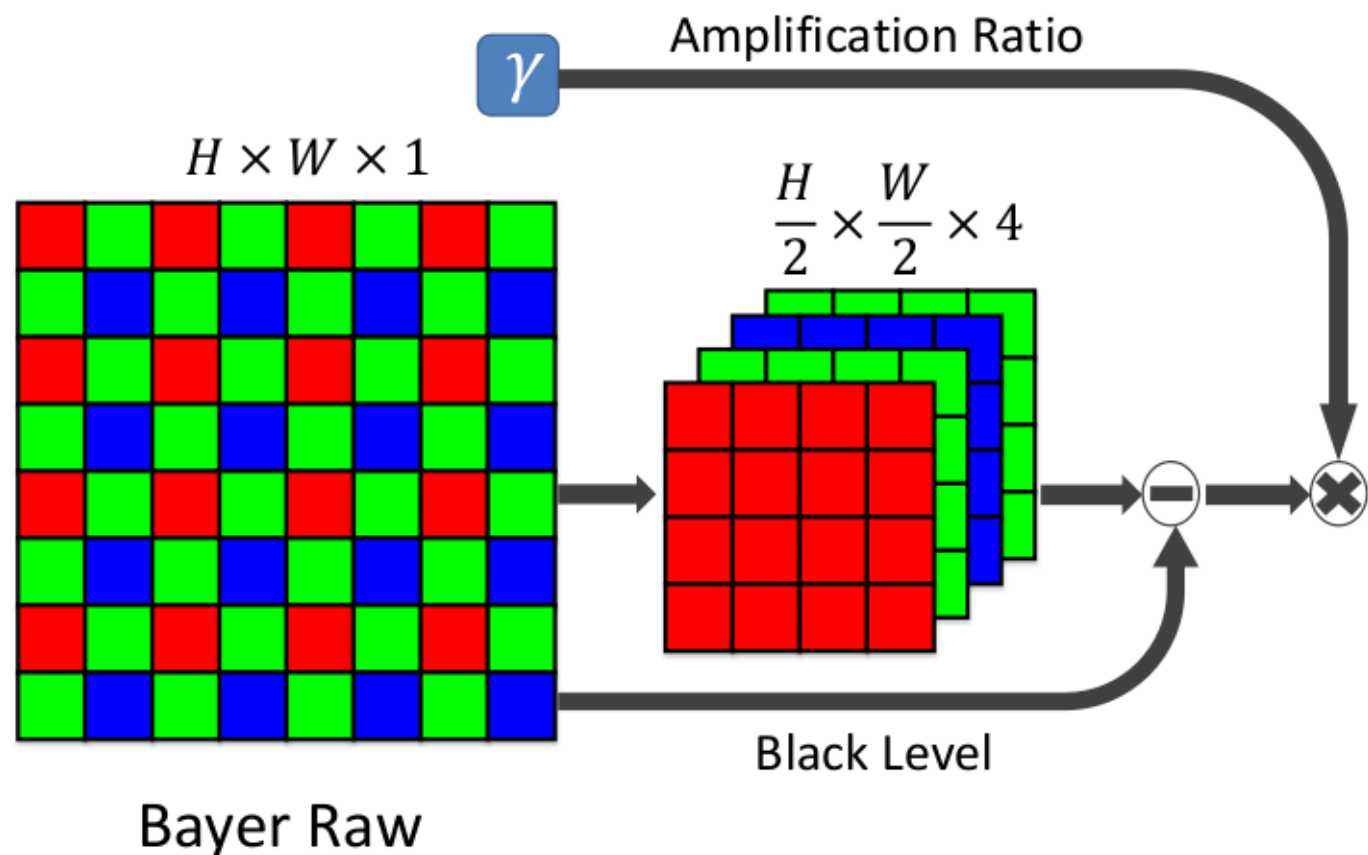 Amplification Ratio
γ
H × W × 1
H/2 × W/2 × 4
Black Level
Bayer Raw